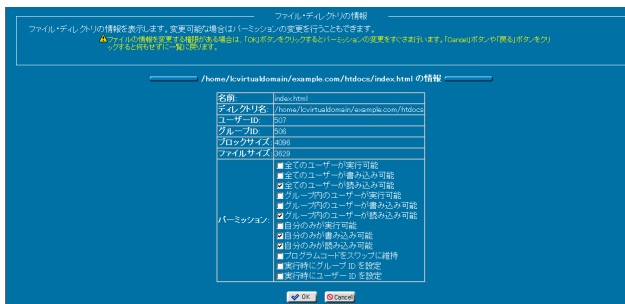 ファイル・ディレクトリの情報
ファイル・ディレクトリの情報を表示します。変更可能な場合はパーミッションの変更を行うこともできます。
ファイルの情報を変更する権限がある場合は、「OK」ボタンをクリックするとパーミッションの変更をすぐさま行います。「Cancel」ボタンや「戻る」ボタンをクリ
ックすると何もせずに一覧に戻ります。
/home/lcvirtualdomain/example.com/htdocs/index.html の情報
名前: index.html
ディレクトリ名: /home/lcvirtualdomain/example.com/htdocs
ユーザーID: 507
グループID: 506
ブロックサイズ 4096
ファイルサイズ 3629
パーミッション:
全てのユーザーが実行可能
全てのユーザーが書み込み可能
全てのユーザーが読み込み可能
グループ内のユーザーが実行可能
グループ内のユーザーが書み込み可能
グループ内のユーザーが読み込み可能
自分のみが実行可能
自分のみが書み込み可能
自分のみが読み込み可能
プログラムコードをスワップに維持
実行時にグループ ID を設定
実行時にユーザー ID を設定
OK Cancel